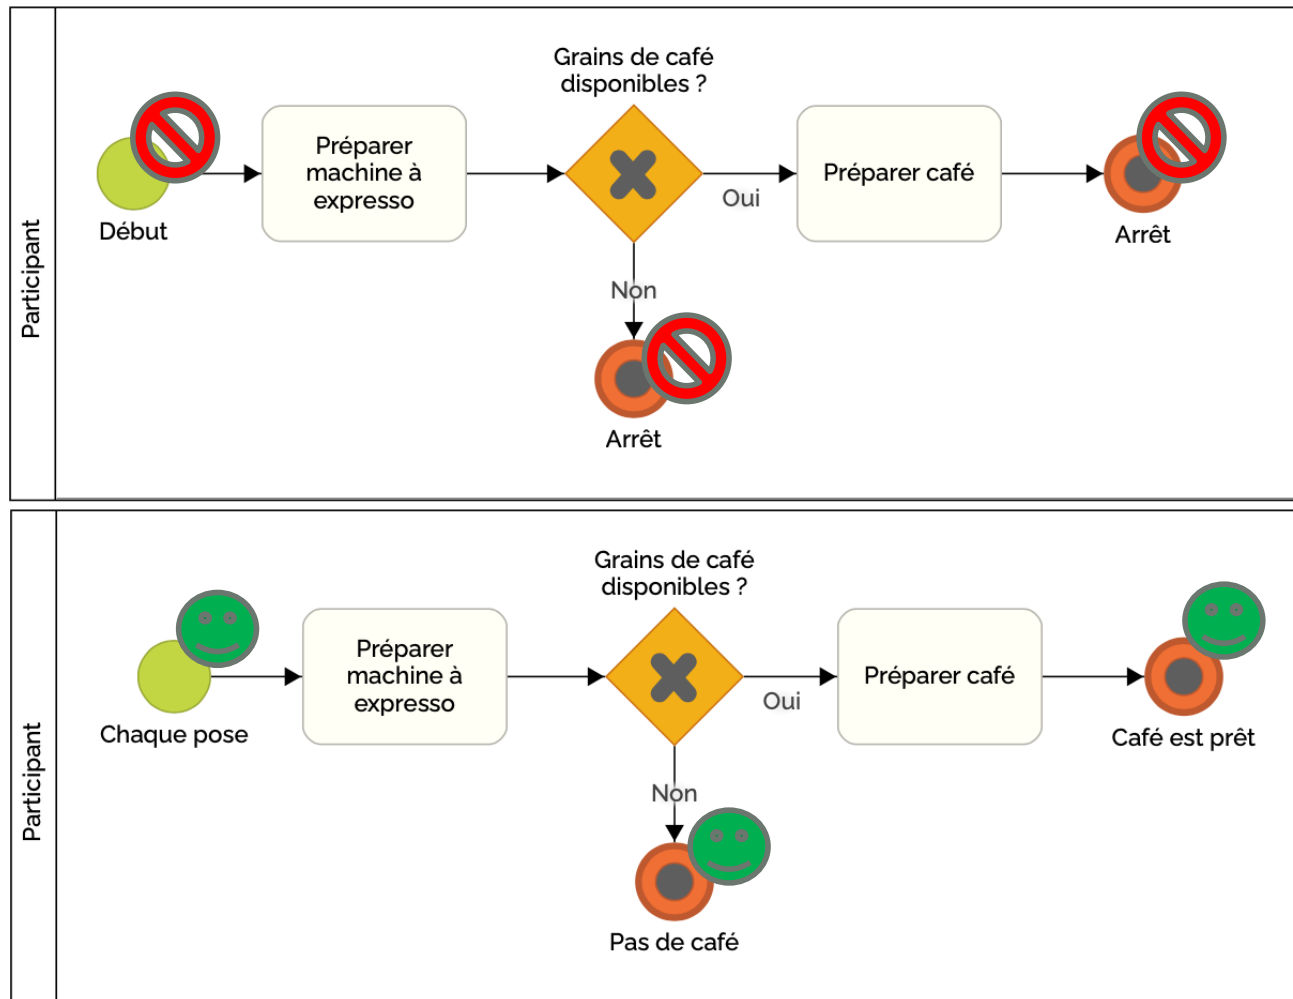 Participant
Grains de café
disponibles ?
Début
Préparer
machine à
expresso
Oui
Préparer café
Arrêt
Non
Arrêt
Participant
Grains de café
disponibles ?
Chaque pose
Préparer
machine à
expresso
Oui
Préparer café
Café est prêt
Non
Pas de café